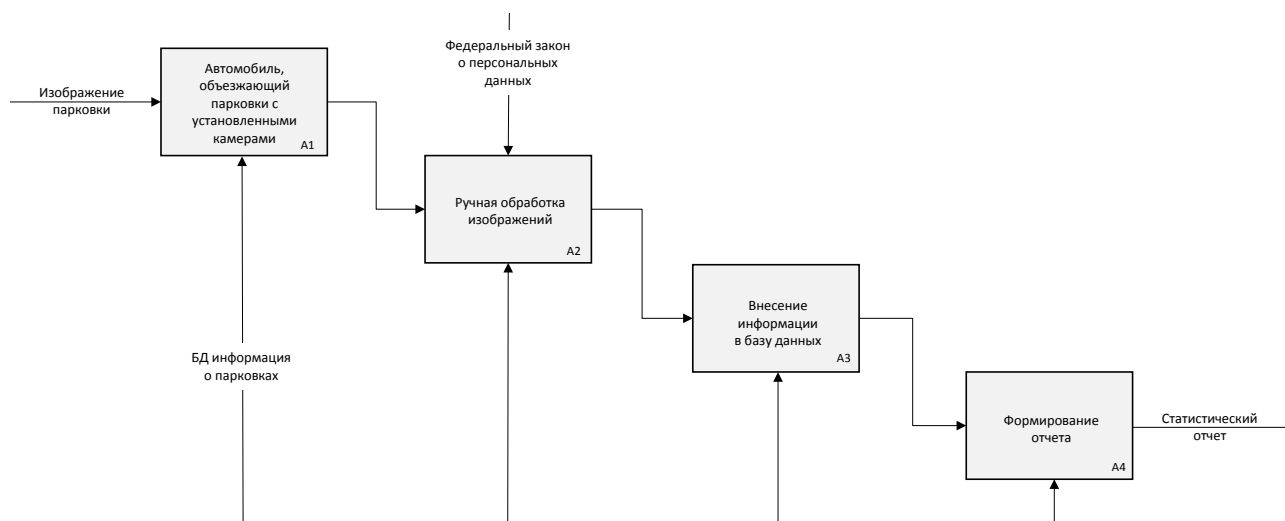 Изображение
парковки
Автомобиль,
объезжающий
парковки с
установленными
камерами
A1
Федеральный закон
о персональных
данных
Ручная обработка
изображений
A2
БД информация
о парковках
Внесение
информации
в базу данных
A3
Формирование
отчета
A4
Статистический
отчет